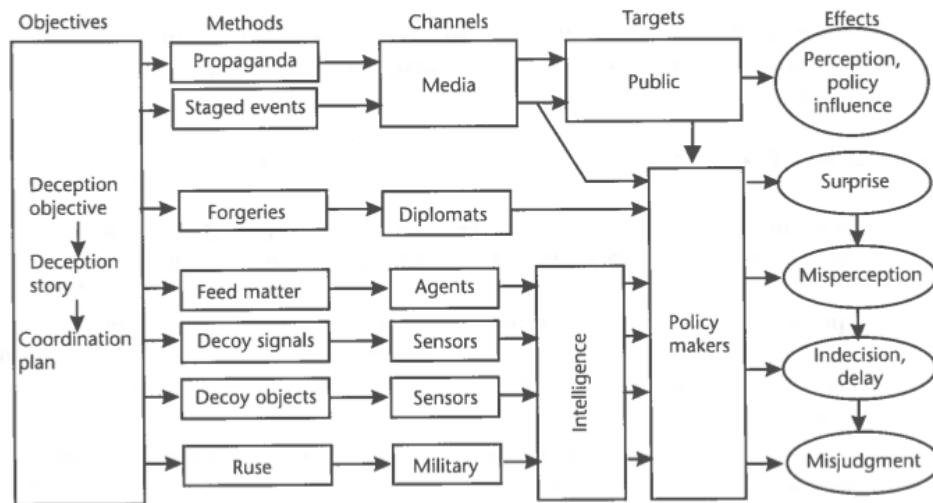 Objectives
Methods
Channels
Targets
Effects
Propaganda
Staged events
Media
Public
Perception,
policy
influence
Deception
objective
Deception
story
Coordination
plan
Forgeries
Diplomats
Feed matter
Agents
Decoy signals
Sensors
Decoy objects
Sensors
Ruse
Military
Intelligence
Policy
makers
Surprise
Misperception
Indecision,
delay
Misjudgment